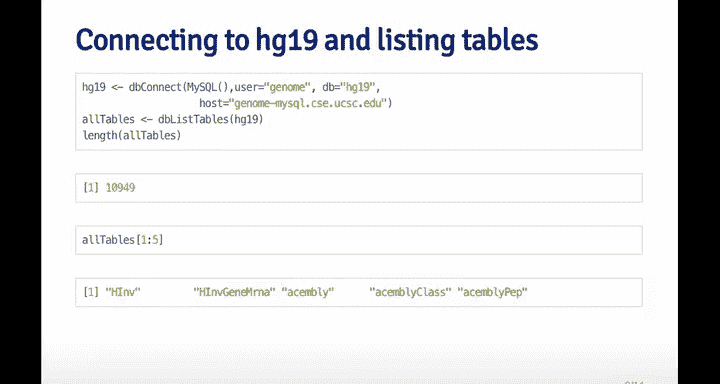 Connecting to hg19 and listing tables
hg19 <- dbConnect(MySQL(),user="genome", db="hg19",
host="genome-mysql.cse.ucsc.edu")
allTables <- dbListTables(hg19)
length(allTables)
[1] 10949
allTables[1:5]
[1] "HInv" "HInvGeneMrna" "acembly" "acemblyClass" "acemblyPep"